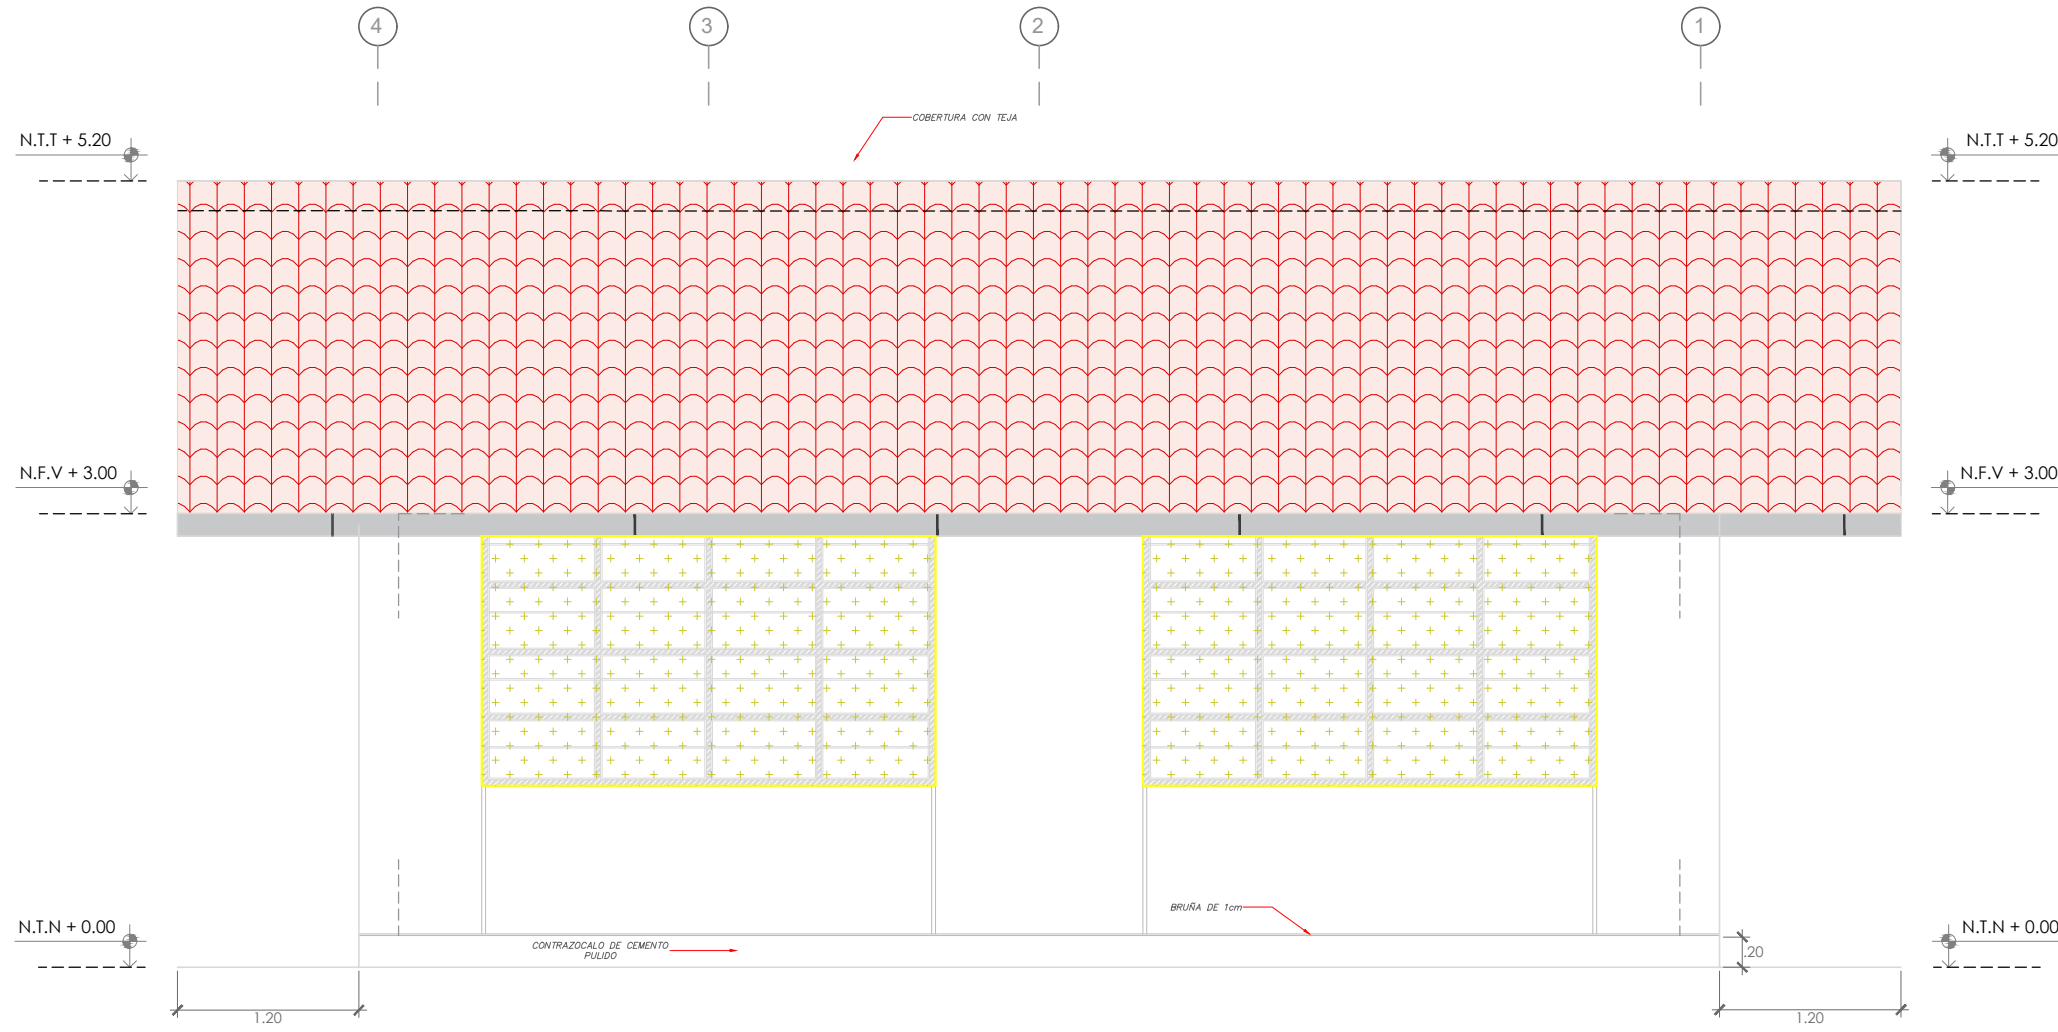 4
3
2
1
COBERTURA CON TEJA
N.T.T + 5.20
N.T.T + 5.20
N.F.V + 3.00
N.F.V + 3.00
BRUÑA DE 1cm
N.T.N + 0.00
N.T.N + 0.00
CONTRAZOCALO DE CEMENTO
PULIDO
.20
1.20
1.20